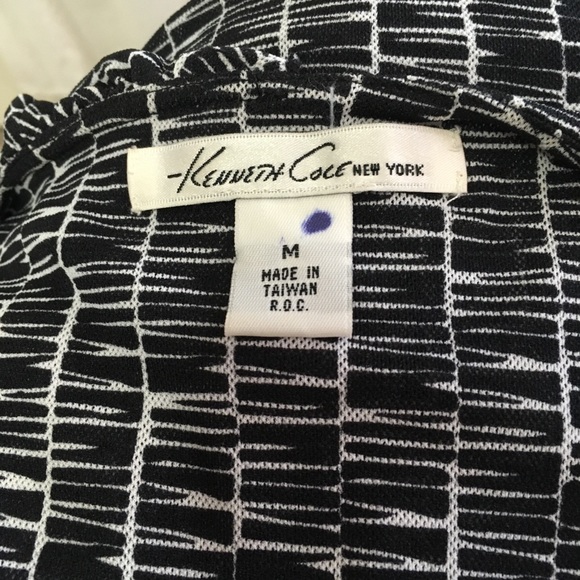 -Kenneth Cole NEW YORK
M
MADE IN
TAIWAN
R.O.C.